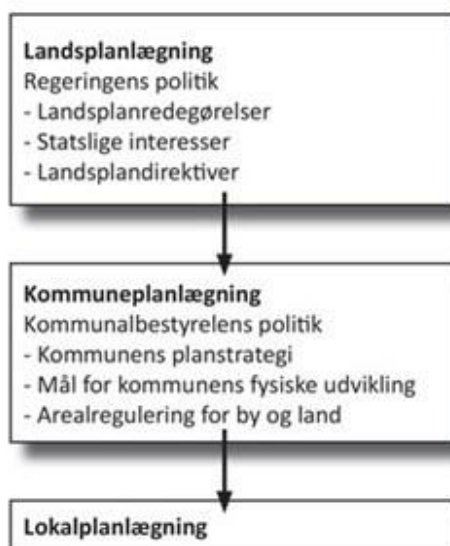 Landsplanlægning
Regeringens politik
- Landsplanredegørelser
- Statslige interesser
- Landsplandirektiver
Kommuneplanlægning
Kommunalbestyrelens politik
- Kommunens planstrategi
- Mål for kommunens fysiske udvikling
- Arealregulering for by og land
Lokalplanlægning